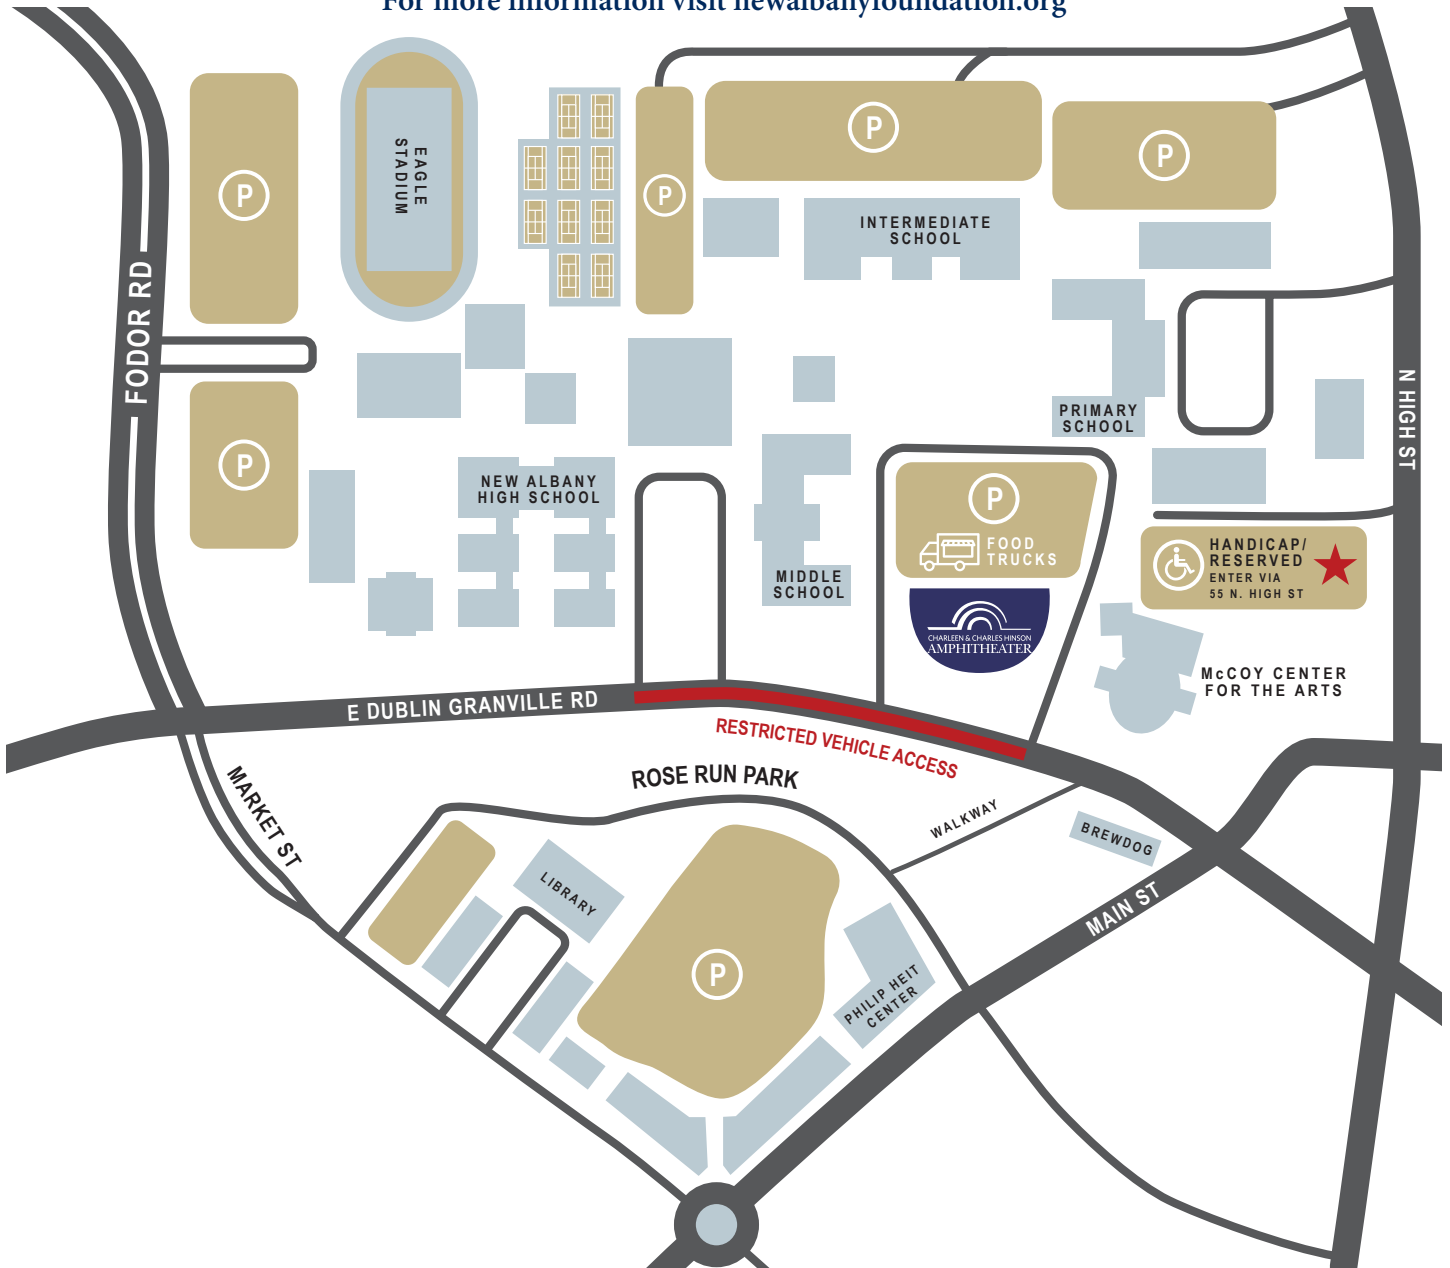 For more information visit newalbanyfoundation.org
P
EAGLE
STADIUM
P
P
P
P
INTERMEDIATE
SCHOOL
FODOR RD
N HIGH ST
PRIMARY
SCHOOL
P
NEW ALBANY
HIGH SCHOOL
P
FOOD
TRUCKS
HANDICAP/
RESERVED
ENTER VIA
55 N. HIGH ST
MIDDLE
SCHOOL
CHARLEEN & CHARLES HINSON
AMPHITHEATER
McCOY CENTER
FOR THE ARTS
E DUBLIN GRANVILLE RD
RESTRICTED VEHICLE ACCESS
ROSE RUN PARK
MARKET ST
WALKWAY
BREWDOG
LIBRARY
MAIN ST
P
PHILIP HEIT
CENTER